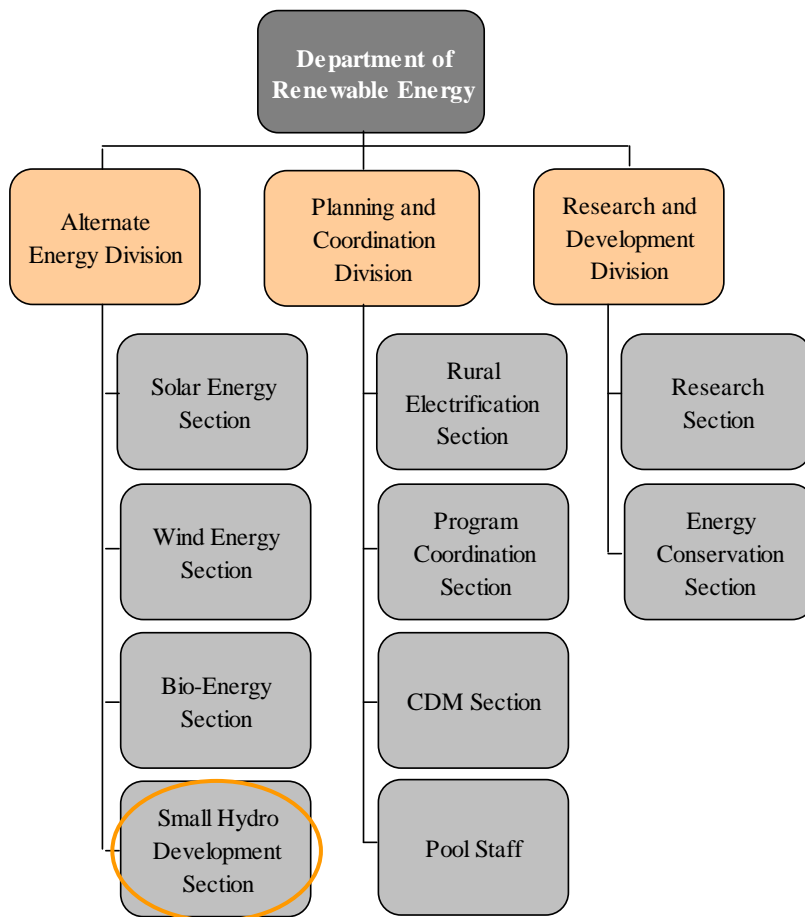 Department of
Renewable Energy
Alternate
Energy Division
Planning and
Coordination
Division
Research and
Development
Division
Solar Energy
Section
Wind Energy
Section
Bio-Energy
Section
Small Hydro
Development
Section
Rural
Electrification
Section
Program
Coordination
Section
CDM Section
Pool Staff
Research
Section
Energy
Conservation
Section